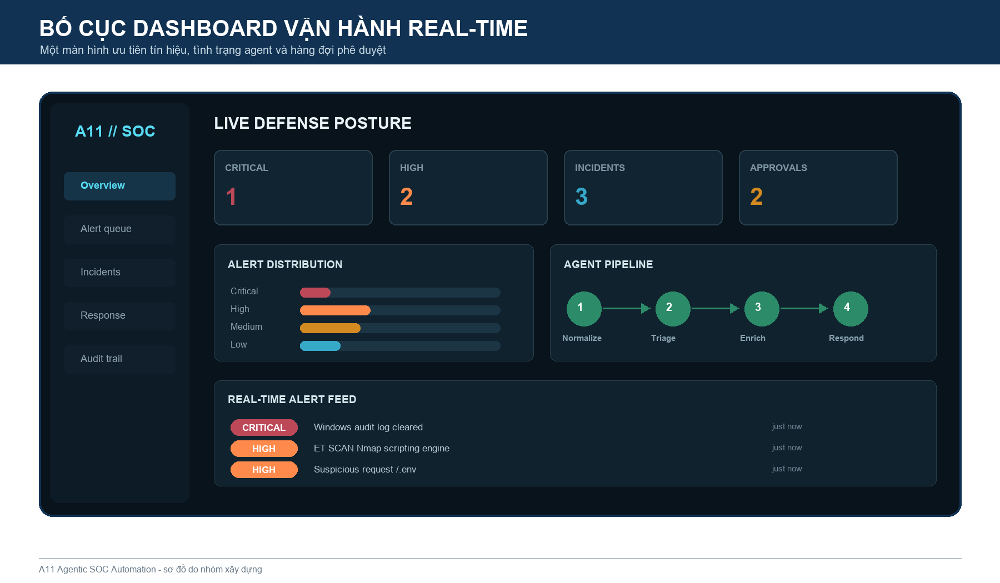 BỐ CỤC DASHBOARD VẬN HÀNH REAL-TIME
Một màn hình ưu tiên tín hiệu, tình trạng agent và hàng đợi phê duyệt
A11 // SOC
Overview
Alert queue
Incidents
Response
Audit trail
LIVE DEFENSE POSTURE
CRITICAL
1
HIGH
2
INCIDENTS
3
APPROVALS
2
ALERT DISTRIBUTION
Critical
High
Medium
Low
AGENT PIPELINE
1
2
3
4
Normalize
Triage
Enrich
Respond
REAL-TIME ALERT FEED
CRITICAL Windows audit log cleared just now
HIGH ET SCAN Nmap scripting engine just now
HIGH Suspicious request /.env just now
A11 Agentic SOC Automation - sơ đồ do nhóm xây dựng